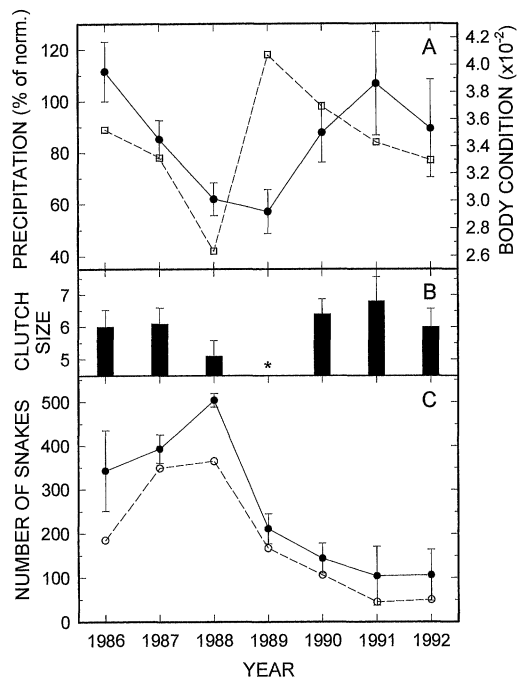 PRECIPITATION (% of norm.)
120
100
80
60
40
A
4.2
4.0
3.8
3.6
3.4
3.2
3.0
2.8
2.6
BODY CONDITION (x10-2)
CLUTCH
SIZE
7
6
5
B
*
NUMBER OF SNAKES
500
400
300
200
100
0
C
1986 1987 1988 1989 1990 1991 1992
YEAR